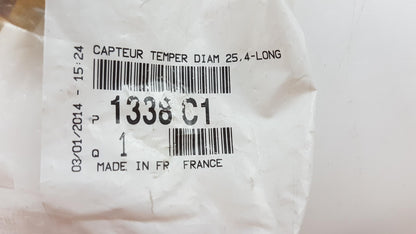 CAPTEUR TEMPER DIAM 25,4-LONG
P 1338 C1
Q 1
MADE IN FR FRANCE
03/01/2014 - 15:24